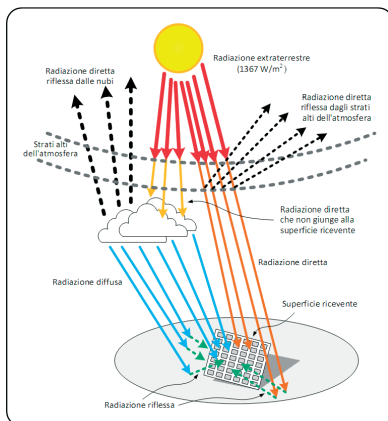 Radiazione extraterrestre
(1367 W/m²)
Radiazione diretta
riflessa dalle nubi
Radiazione diretta
riflessa dagli strati
alti dell'atmosfera
Strati alti
dell'atmosfera
Radiazione diretta
che non giunge alla
superficie ricevente
Radiazione diretta
Radiazione diffusa
Superficie ricevente
Radiazione riflessa